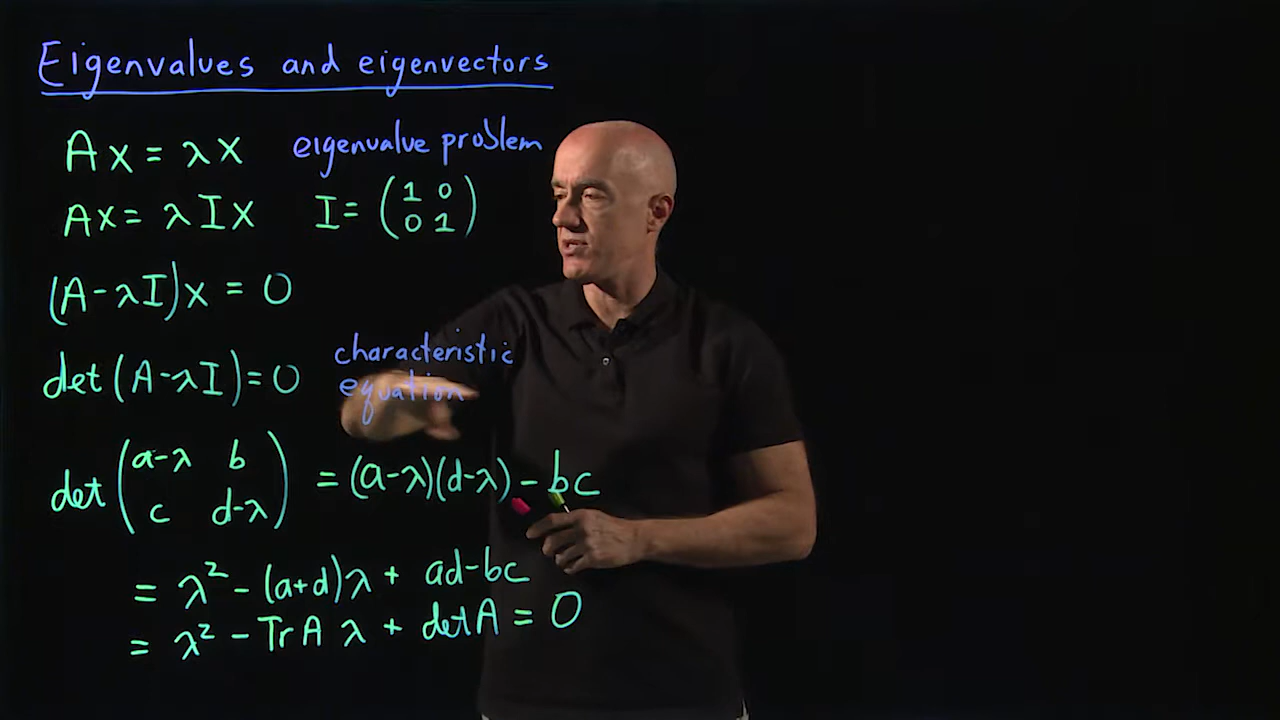 Eigenvalues and eigenvectors
Ax = λx eigenvalue problem
Ax = λIx I = (1 0
0 1)
(A-λI)x = 0
det(A-λI) = 0 characteristic
equation
det(a-λ b
c d-λ) = (a-λ)(d-λ) - bc
= λ² - (a+d)λ + ad-bc
= λ² - TrA λ + detA = 0